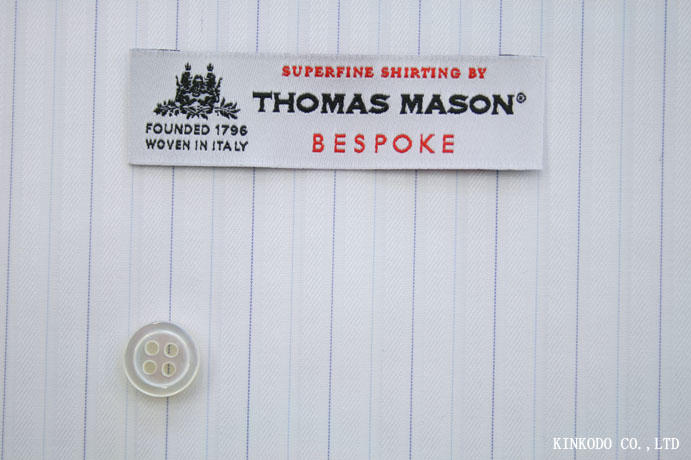 SUPERFINE SHIRTING BY
THOMAS MASON®
BESPOKE
FOUNDED 1796
WOVEN IN ITALY
KINKODO CO.,LTD